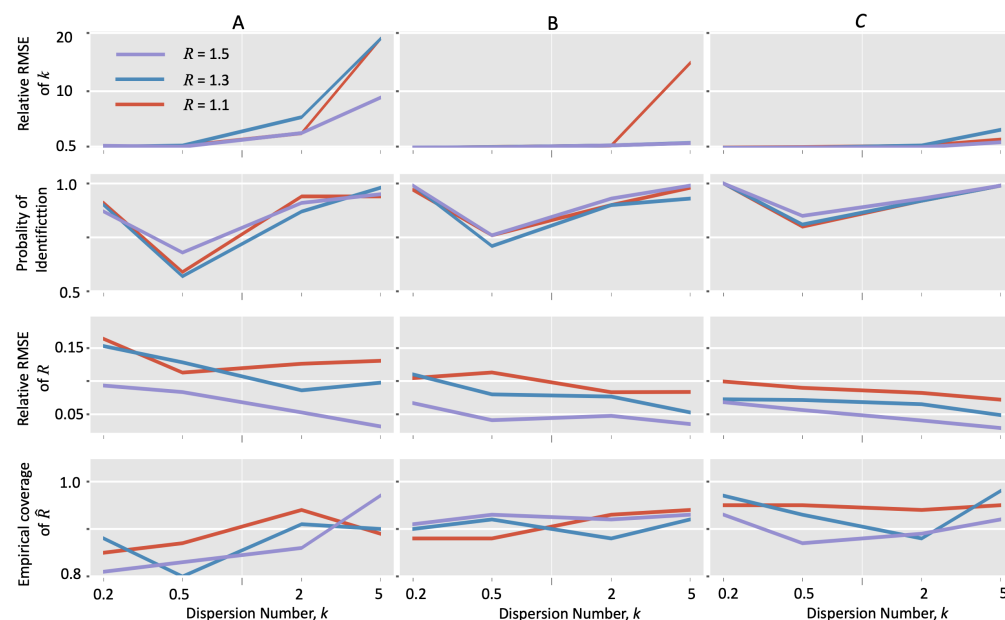 A B C
Relative RMSE
of k
20
10
0.5
R = 1.5
R = 1.3
R = 1.1
Probality of
Identificttion
1.0
0.5
Relative RMSE
of R
0.15
0.05
Empirical coverage
of R̂
1.0
0.8
0.2 0.5 2 5 0.2 0.5 2 5 0.2 0.5 2 5
Dispersion Number, k Dispersion Number, k Dispersion Number, k